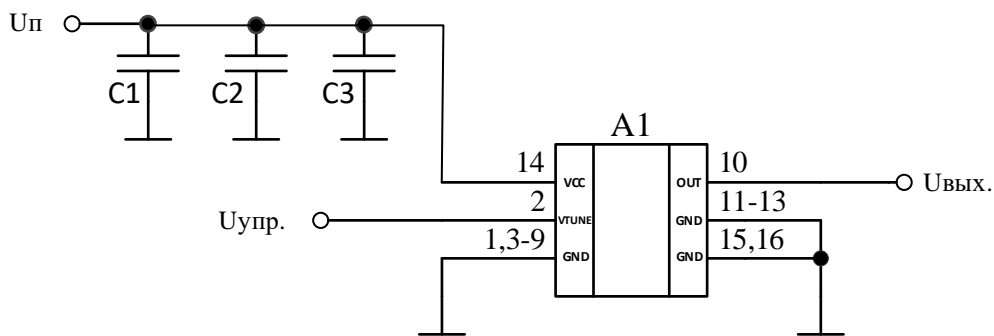 Uп
C1 C2 C3
A1
14 VCC OUT 10 Uвых.
Uупр. 2 VTUNE GND 11-13
1,3-9 GND GND 15,16